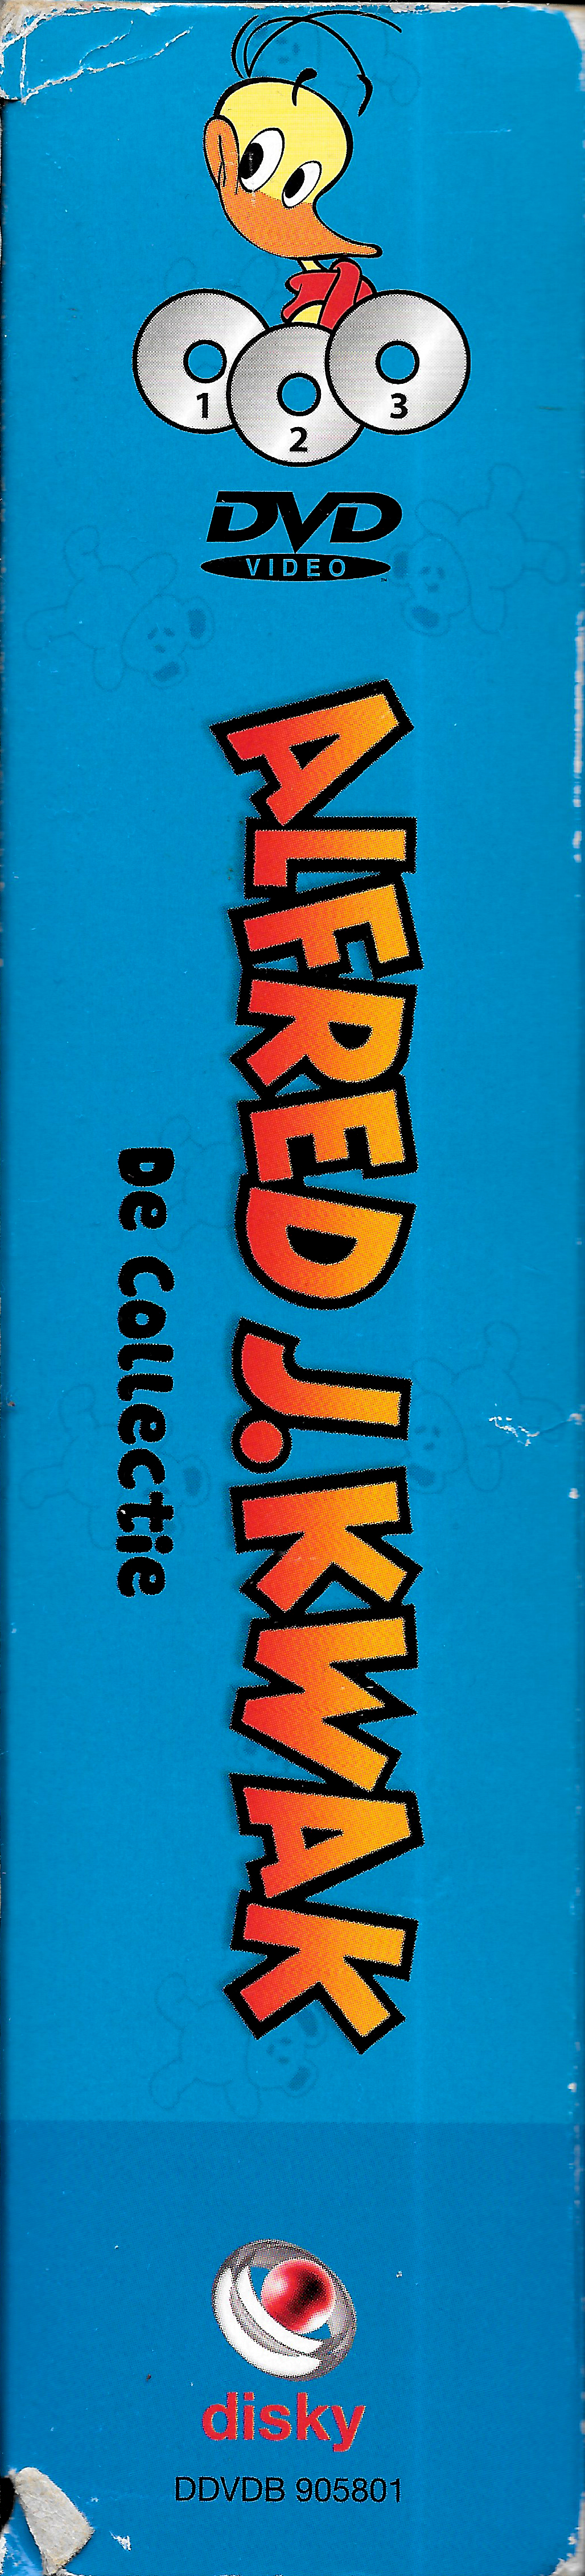 1
2
3
DVD
VIDEO
ALFRED J. KWAK
De collectie
disky
DDVDB 905801